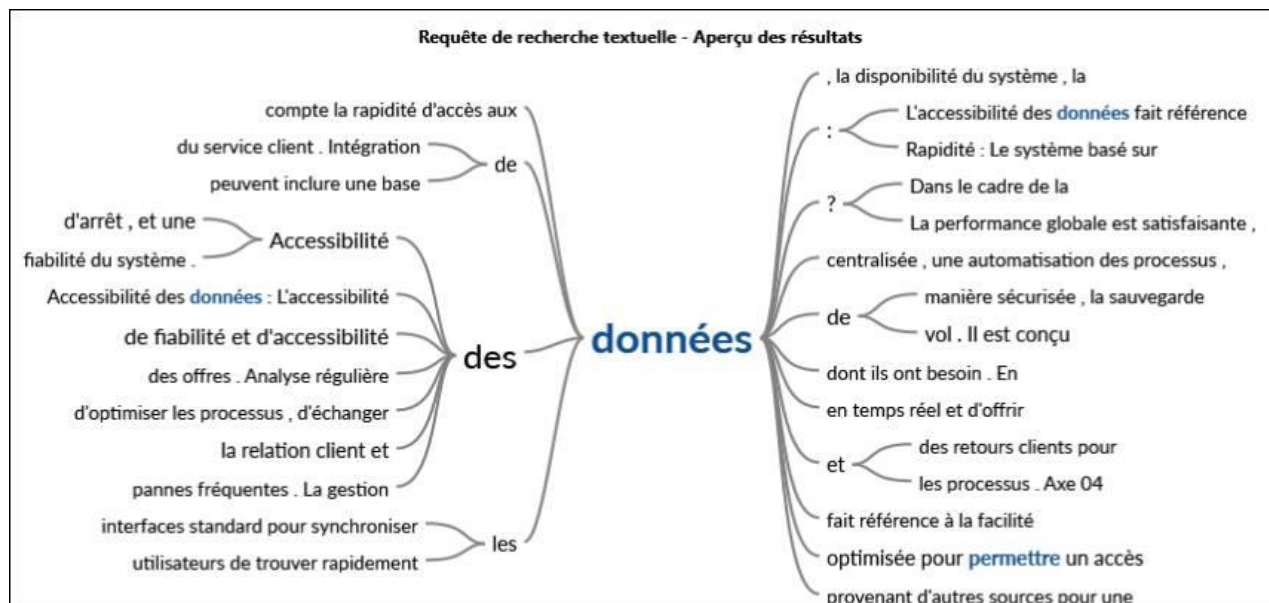 Requête de recherche textuelle - Aperçu des résultats
compte la rapidité d'accès aux
du service client . Intégration
peuvent inclure une base
de
d'arrêt , et une
fiabilité du système .
Accessibilité
Accessibilité des données : L'accessibilité
de fiabilité et d'accessibilité
des offres . Analyse régulière
d'optimiser les processus , d'échanger
la relation client et
pannes fréquentes . La gestion
des
interfaces standard pour synchroniser
utilisateurs de trouver rapidement
les
données
, la disponibilité du système , la
:
L'accessibilité des données fait référence
Rapidité : Le système basé sur
?
Dans le cadre de la
La performance globale est satisfaisante ,
centralisée , une automatisation des processus ,
de
manière sécurisée , la sauvegarde
vol . Il est conçu
dont ils ont besoin . En
en temps réel et d'offrir
et
des retours clients pour
les processus . Axe 04
fait référence à la facilité
optimisée pour permettre un accès
provenant d'autres sources pour une